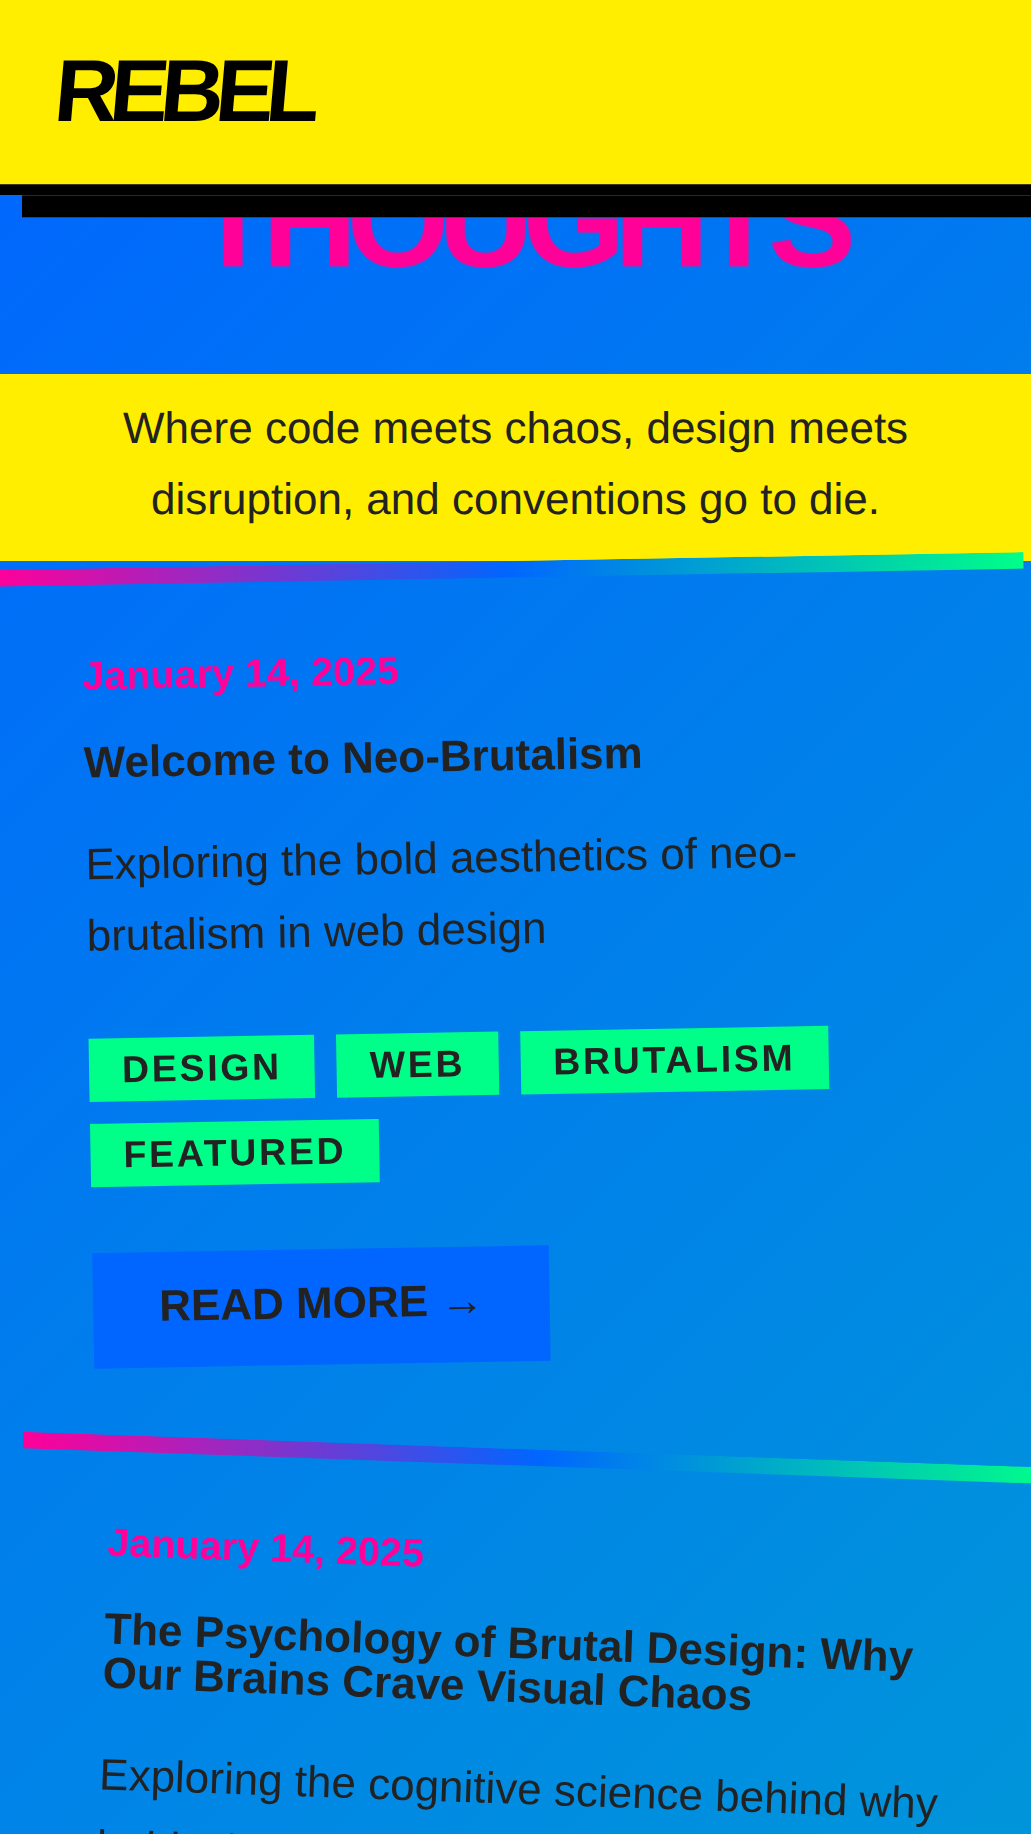 REBEL
THOUGHTS
Where code meets chaos, design meets
disruption, and conventions go to die.
January 14, 2025
Welcome to Neo-Brutalism
Exploring the bold aesthetics of neo-
brutalism in web design
DESIGN WEB BRUTALISM
FEATURED
READ MORE →
January 14, 2025
The Psychology of Brutal Design: Why
Our Brains Crave Visual Chaos
Exploring the cognitive science behind why